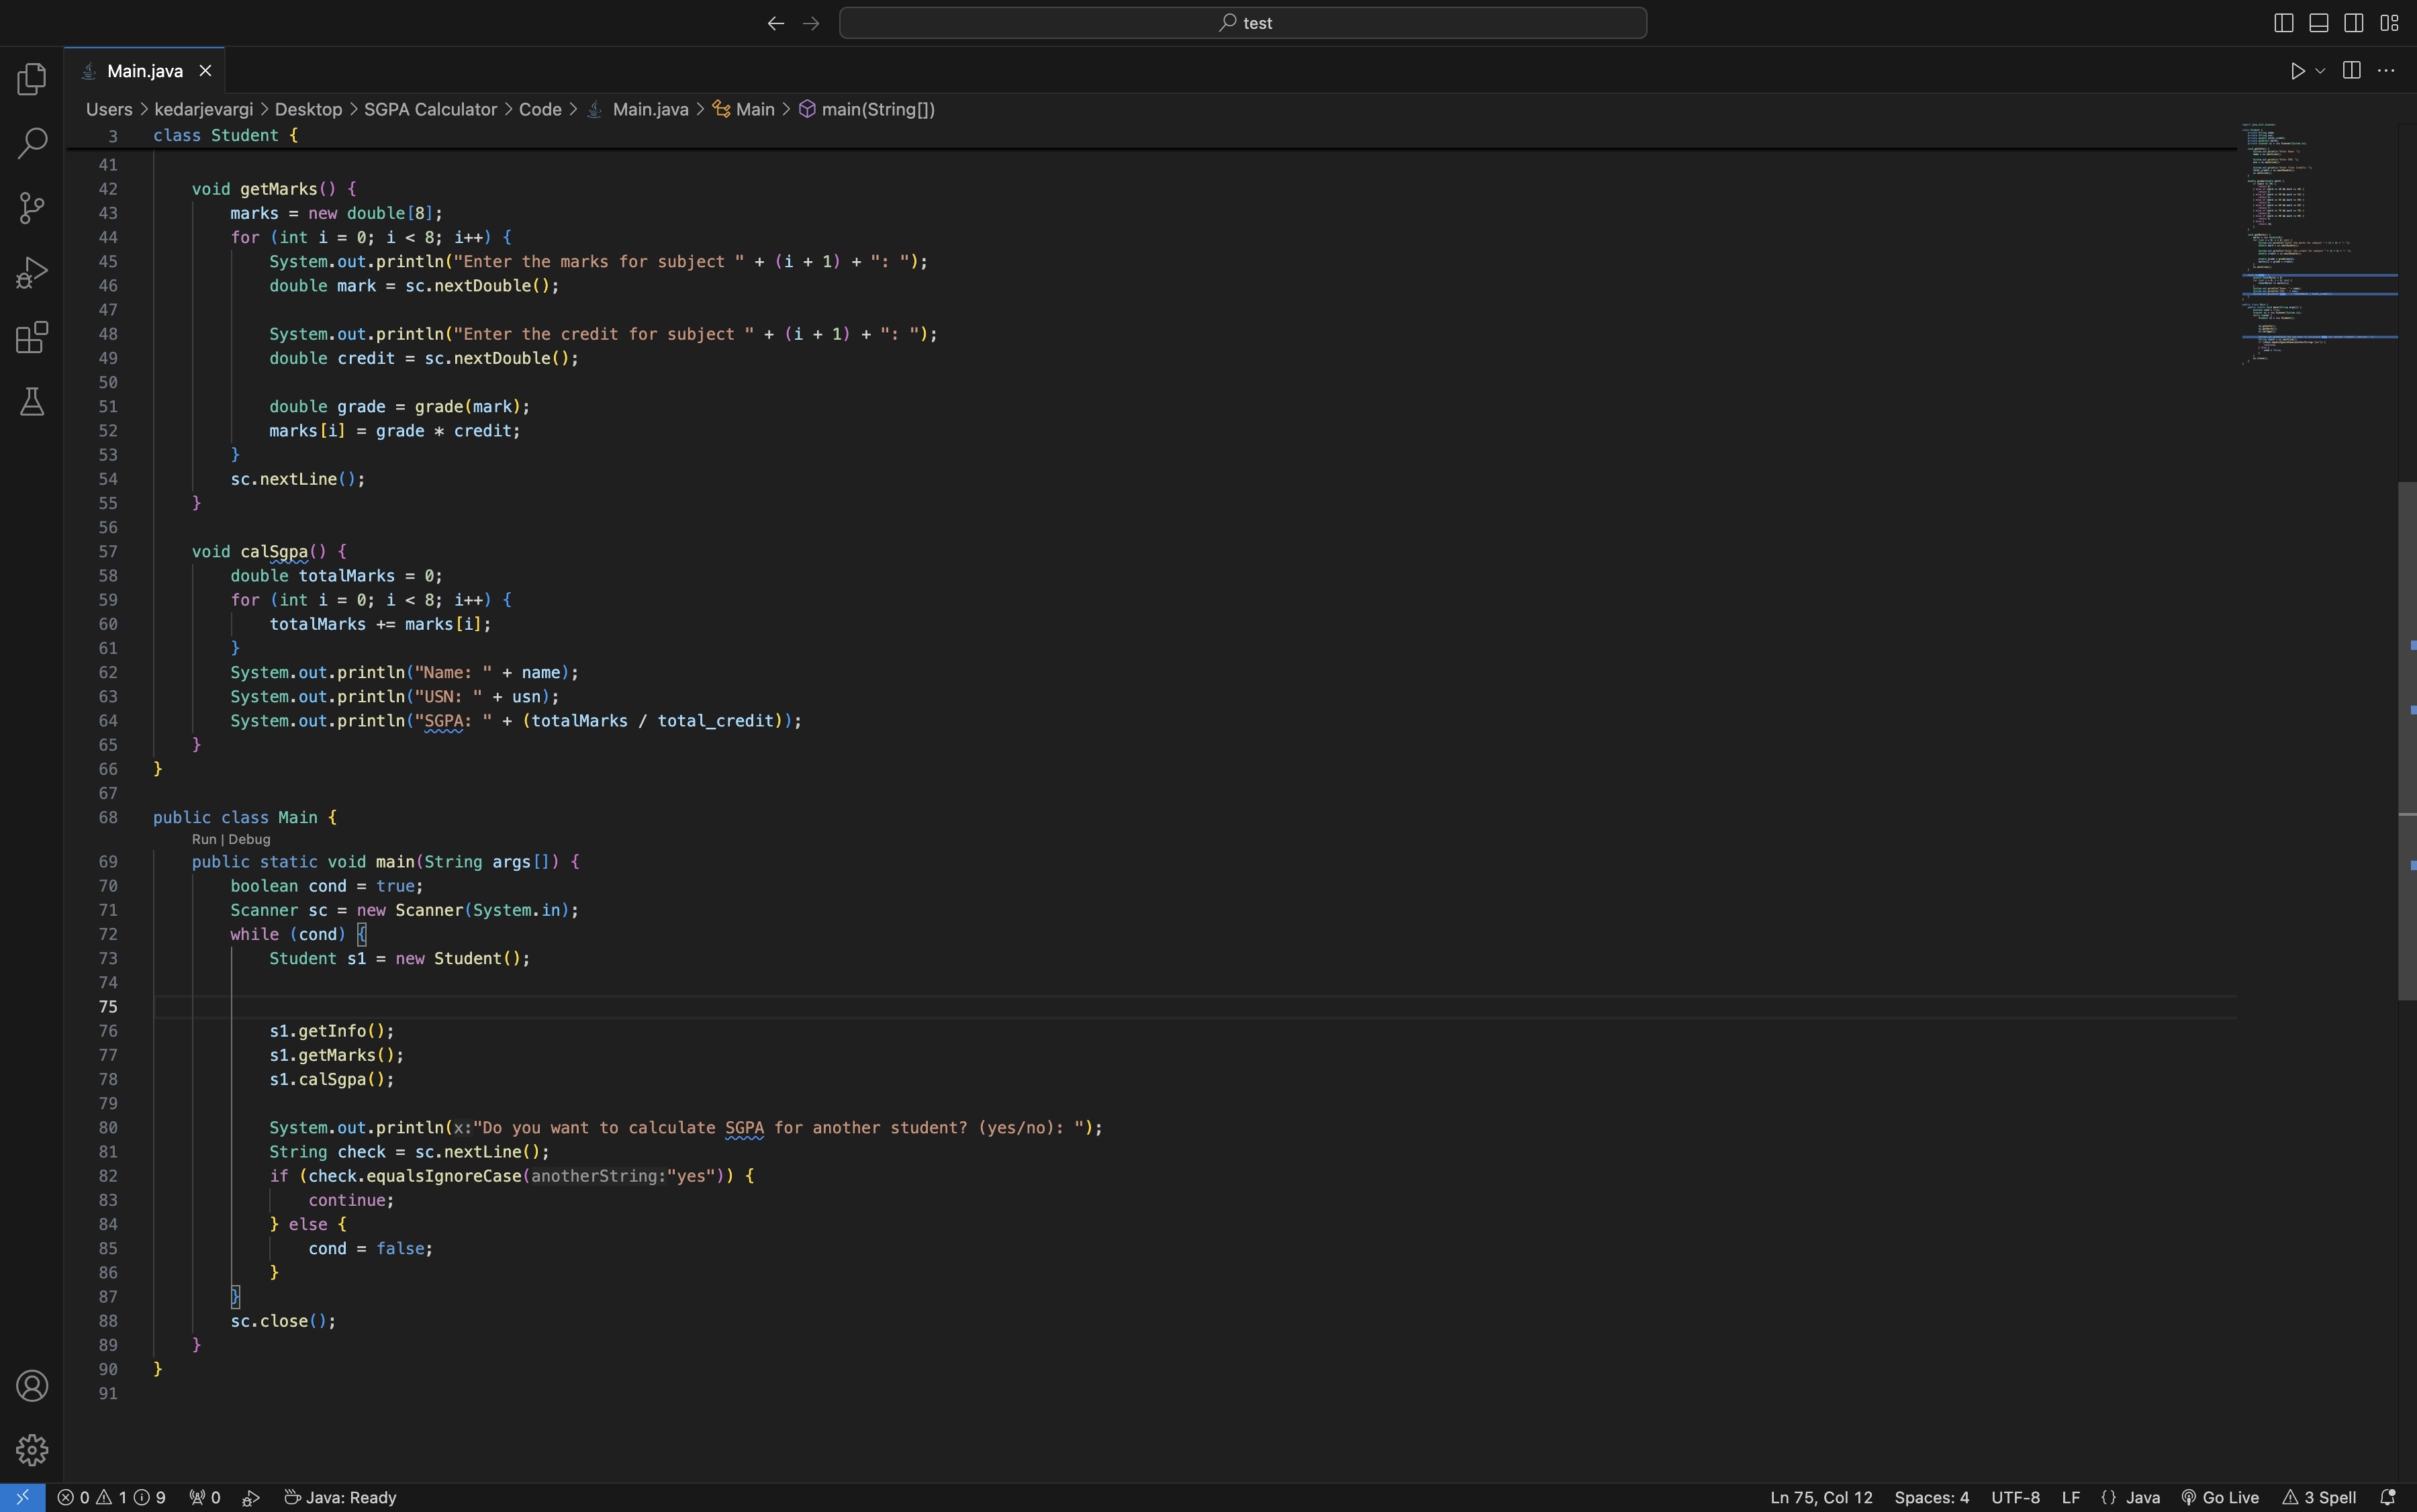 test
Main.java
Users > kedarjevargi > Desktop > SGPA Calculator > Code > Main.java > Main > main(String[])
3 class Student {
41
42 void getMarks() {
43 marks = new double[8];
44 for (int i = 0; i < 8; i++) {
45 System.out.println("Enter the marks for subject " + (i + 1) + ": ");
46 double mark = sc.nextDouble();
47
48 System.out.println("Enter the credit for subject " + (i + 1) + ": ");
49 double credit = sc.nextDouble();
50
51 double grade = grade(mark);
52 marks[i] = grade * credit;
53 }
54 sc.nextLine();
55 }
56
57 void calSgpa() {
58 double totalMarks = 0;
59 for (int i = 0; i < 8; i++) {
60 totalMarks += marks[i];
61 }
62 System.out.println("Name: " + name);
63 System.out.println("USN: " + usn);
64 System.out.println("SGPA: " + (totalMarks / total_credit));
65 }
66 }
67
68 public class Main {
Run | Debug
69 public static void main(String args[]) {
70 boolean cond = true;
71 Scanner sc = new Scanner(System.in);
72 while (cond) {
73 Student s1 = new Student();
74
75
76 s1.getInfo();
77 s1.getMarks();
78 s1.calSgpa();
79
80 System.out.println(x:"Do you want to calculate SGPA for another student? (yes/no): ");
81 String check = sc.nextLine();
82 if (check.equalsIgnoreCase(anotherString:"yes")) {
83 continue;
84 } else {
85 cond = false;
86 }
87 }
88 sc.close();
89 }
90 }
91
0 1 9 0 Java: Ready Ln 75, Col 12 Spaces: 4 UTF-8 LF {} Java Go Live 3 Spell